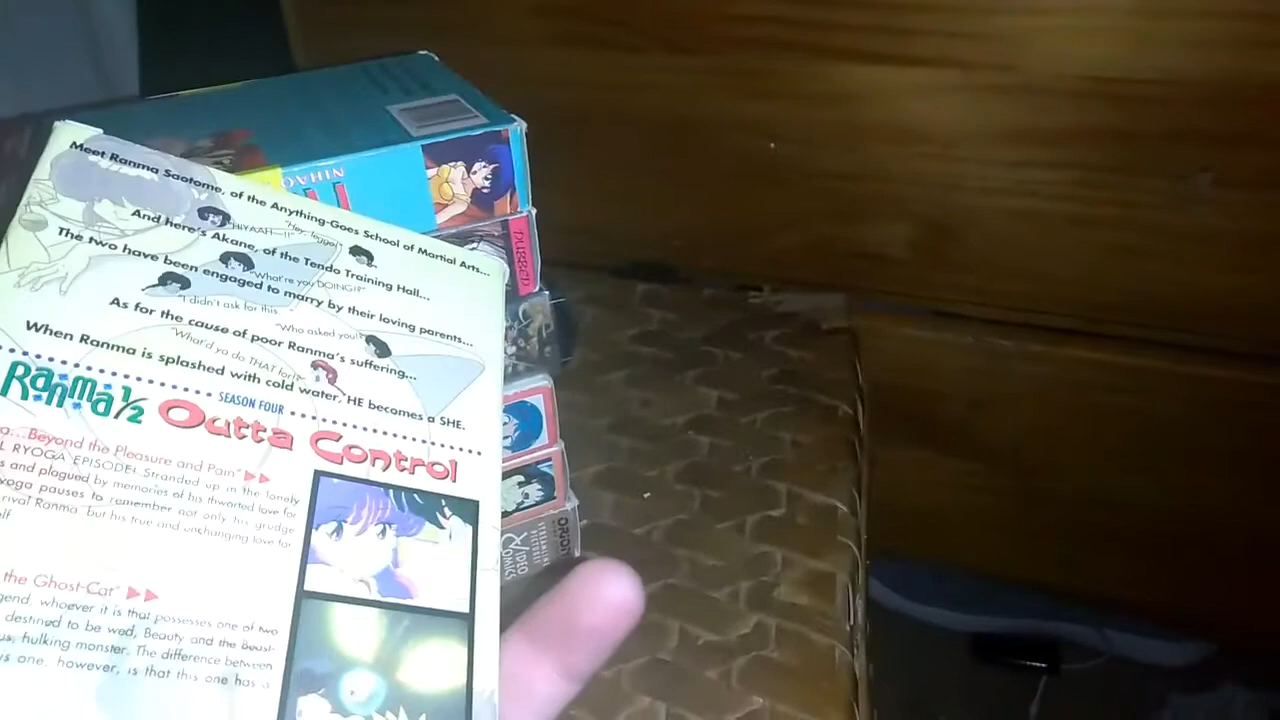 NIHAO
DUBBED
Meet Ranma Saotome, of the Anything-Goes School of Martial Arts...
"HIYAAH—!!"
"Hey, leggo!
And here's Akane, of the Tendo Training Hall...
"What're you DOING!?"
The two have been engaged to marry by their loving parents...
"I didn't ask for this.
"Who asked you!?
As for the cause of poor Ranma's suffering...
"What'd ya do THAT for!?
When Ranma is splashed with cold water, HE becomes a SHE.
Ranma 1/2
SEASON FOUR
Outta Control
...Beyond the Pleasure and Pain"
RYOGA EPISODE! Stranded up in the lonely
and plagued by memories of his thwarted love for
pauses to remember not only his grudge
rival Ranma, but his true and unchanging love for
the Ghost-Cat"
whoever it is that possesses one of two
destined to be wed, Beauty and the Beast-
hulking monster. The difference between
one, however, is that this one has a
ORION
VIDEO
COMICS